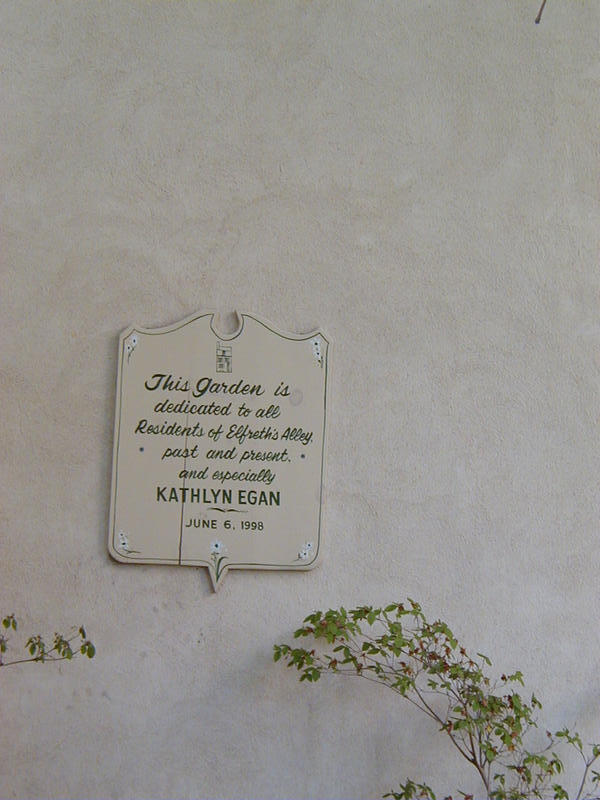 This Garden is
dedicated to all
Residents of Elfreth's Alley,
past and present,
and especially
KATHLYN EGAN
JUNE 6, 1998